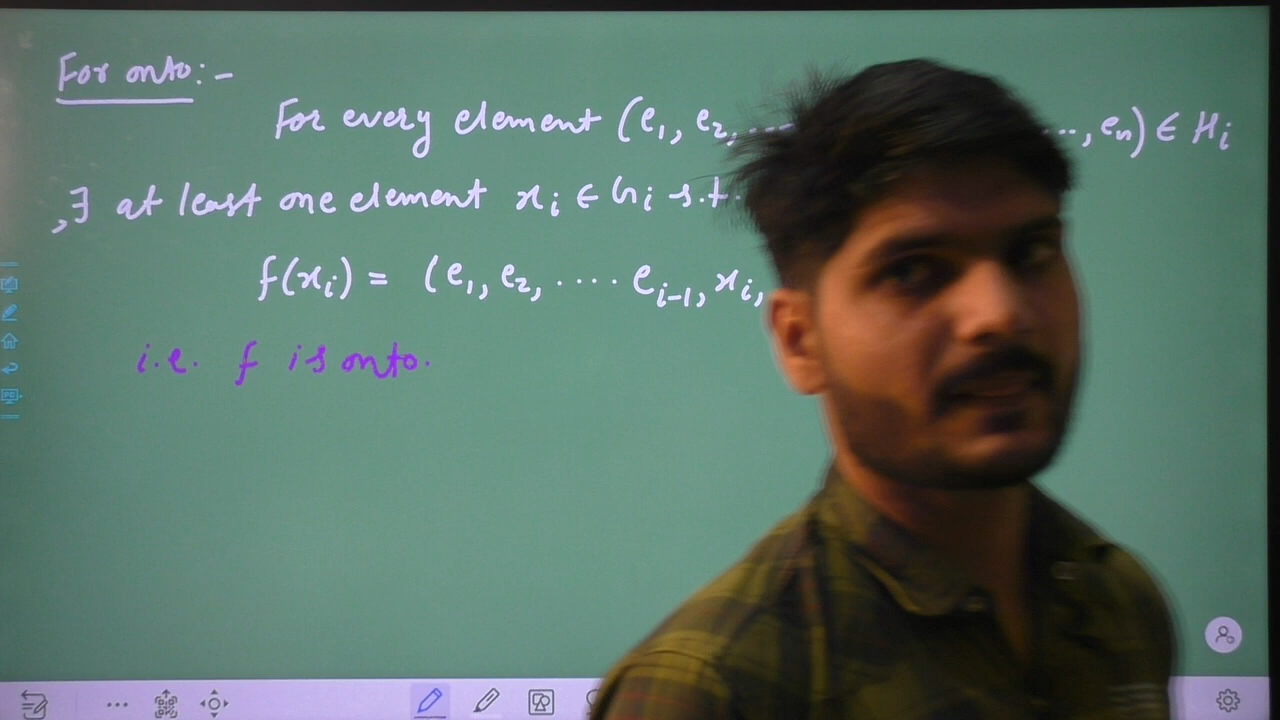 For onto:-
For every element (e₁, e₂, .... ..., eₙ) ∈ Hᵢ
, ∃ at least one element xᵢ ∈ Gᵢ s.t.
f(xᵢ) = (e₁, e₂, .... eᵢ₋₁, xᵢ,
i.e. f is onto.